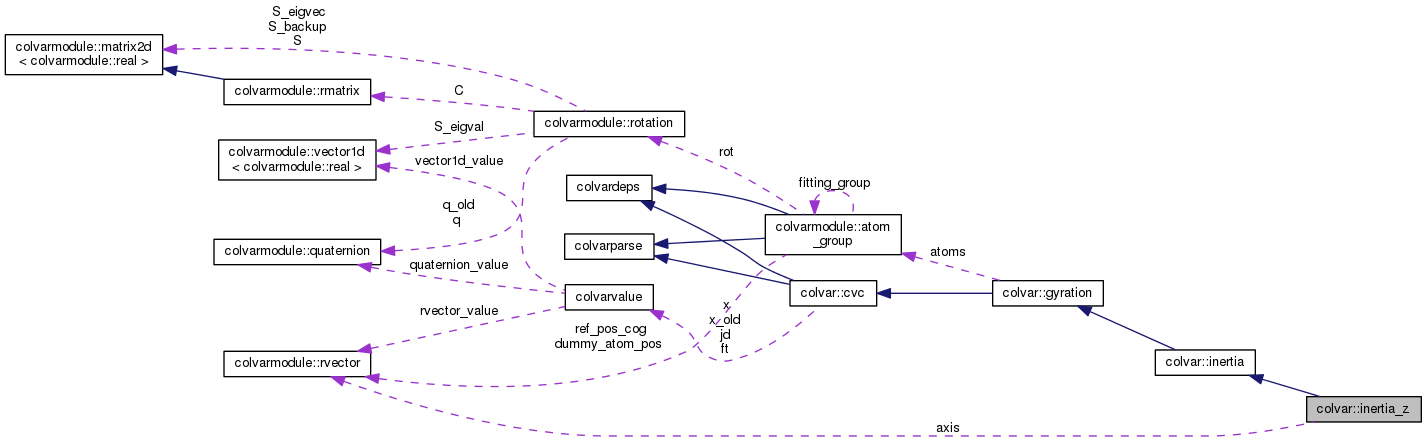 S_eigvec
S_backup
S
colvarmodule::matrix2d
< colvarmodule::real >
colvarmodule::rmatrix
C
colvarmodule::rotation
S_eigval
colvarmodule::vector1d
< colvarmodule::real >
vector1d_value
rot
fitting_group
colvardeps
q_old
q
colvarmodule::atom
_group
colvarmodule::quaternion
colvarparse
atoms
quaternion_value
colvarvalue
colvar::cvc
colvar::gyration
rvector_value
x
x_old
jd
ft
ref_pos_cog
dummy_atom_pos
colvarmodule::rvector
colvar::inertia
colvar::inertia_z
axis